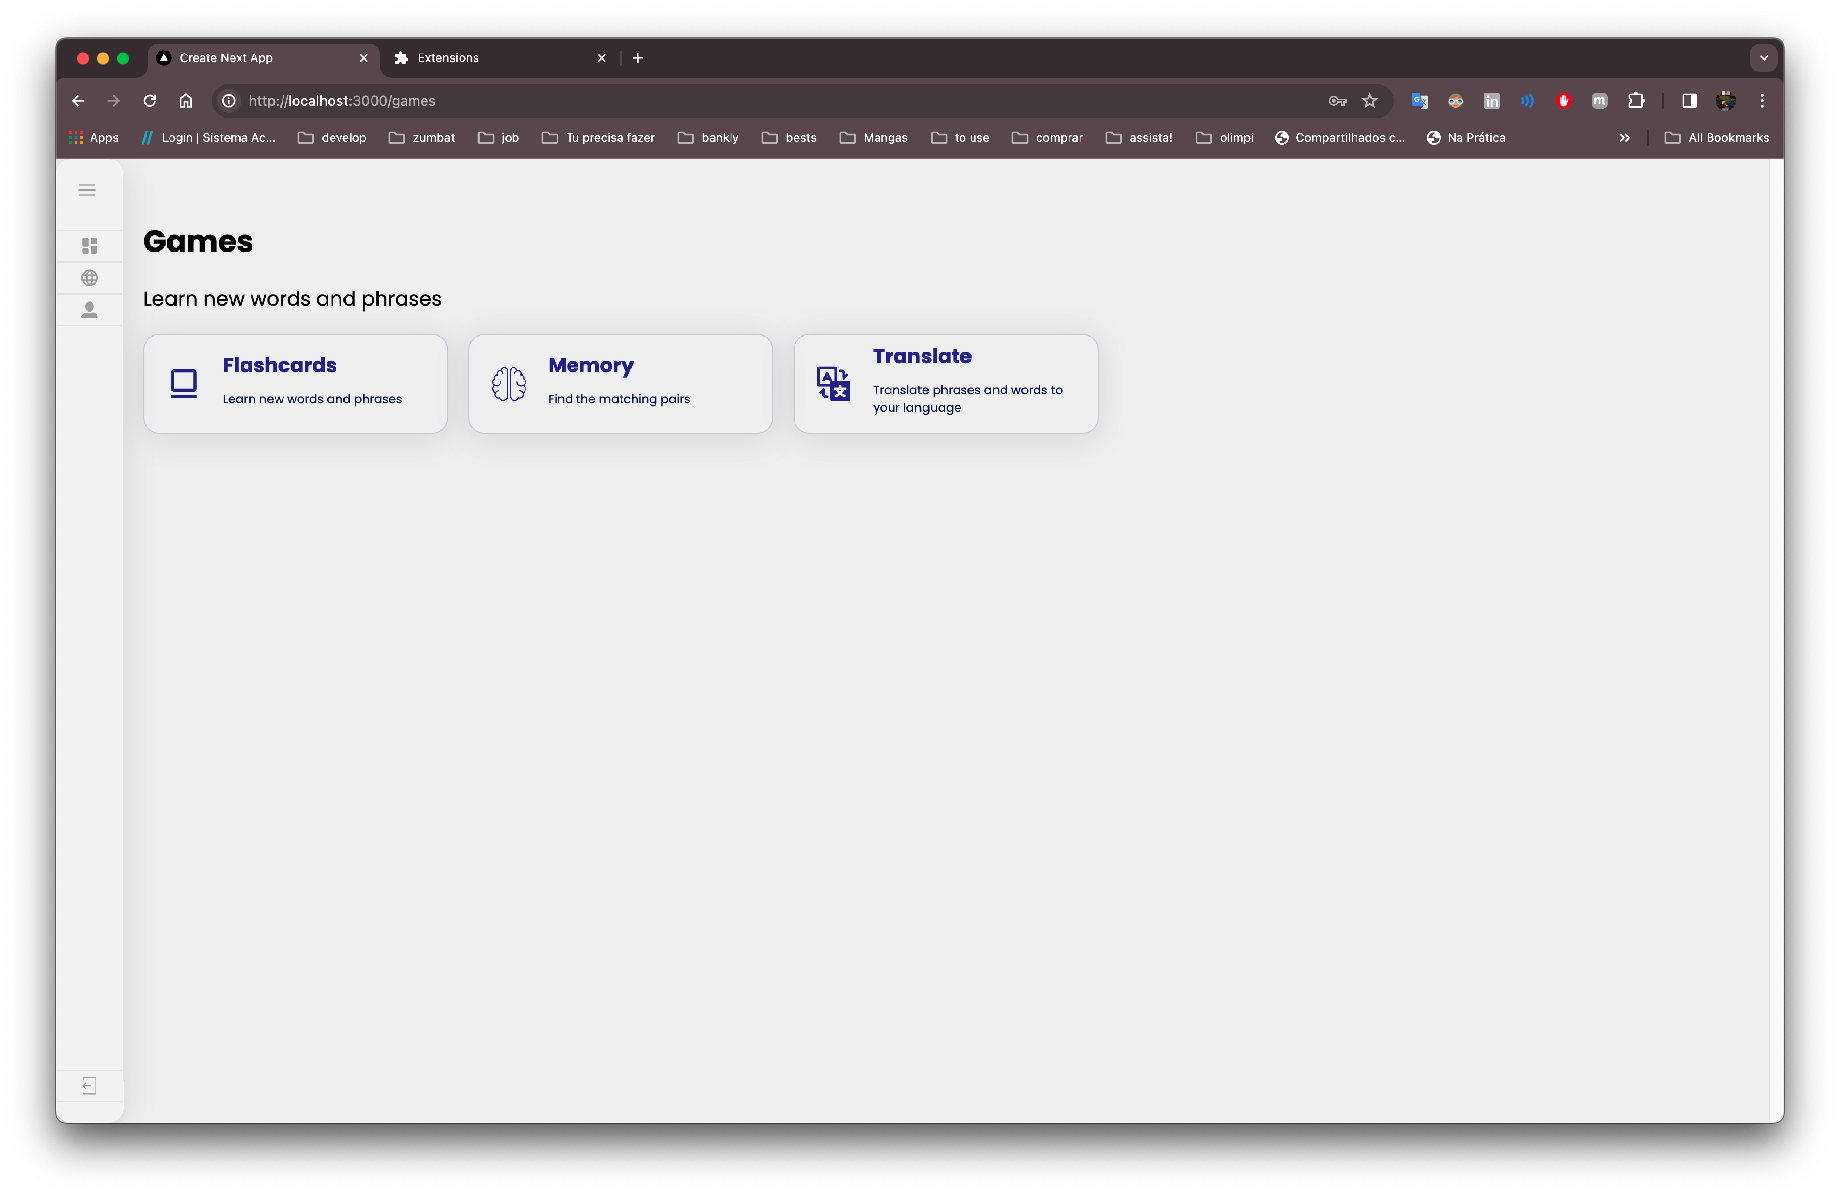 Create Next App
Extensions
http://localhost:3000/games
Apps
Login | Sistema Ac...
develop
zumbat
job
Tu precisa fazer
bankly
bests
Mangas
to use
comprar
assista!
olimpi
Compartilhados c...
Na Prática
All Bookmarks
Games
Learn new words and phrases
Flashcards
Learn new words and phrases
Memory
Find the matching pairs
Translate
Translate phrases and words to
your language